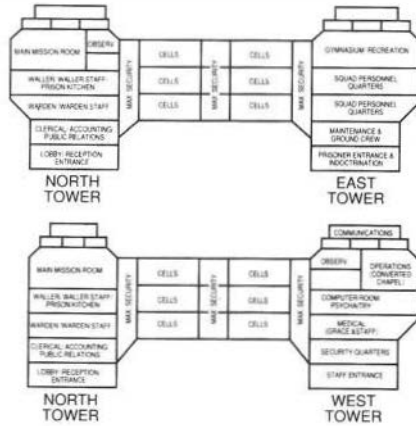 OBSERV
MAIN MISSION ROOM
WALLER/WALLER STAFF/
PRISON KITCHEN
WARDEN/WARDEN STAFF
CLERICAL/ACCOUNTING
PUBLIC RELATIONS
LOBBY/RECEPTION
ENTRANCE
MAX SECURITY
CELLS
CELLS
CELLS
MAX SECURITY
CELLS
CELLS
CELLS
MAX SECURITY
GYMNASIUM/RECREATION
SQUAD PERSONNEL
QUARTERS
SQUAD PERSONNEL
QUARTERS
MAINTENANCE &
GROUND CREW
PRISONER ENTRANCE &
INDOCTRINATION
NORTH
TOWER
EAST
TOWER
MAIN MISSION ROOM
WALLER/WALLER STAFF/
PRISON KITCHEN
WARDEN/WARDEN STAFF
CLERICAL/ACCOUNTING
PUBLIC RELATIONS
LOBBY/RECEPTION
ENTRANCE
MAX SECURITY
CELLS
CELLS
CELLS
MAX SECURITY
CELLS
CELLS
CELLS
MAX SECURITY
COMMUNICATIONS
OBSERV
OPERATIONS
(CONVERTED
CHAPEL)
COMPUTER ROOM
PSYCHIATRY
MEDICAL
(GRACE & STAFF)
SECURITY QUARTERS
STAFF ENTRANCE
NORTH
TOWER
WEST
TOWER